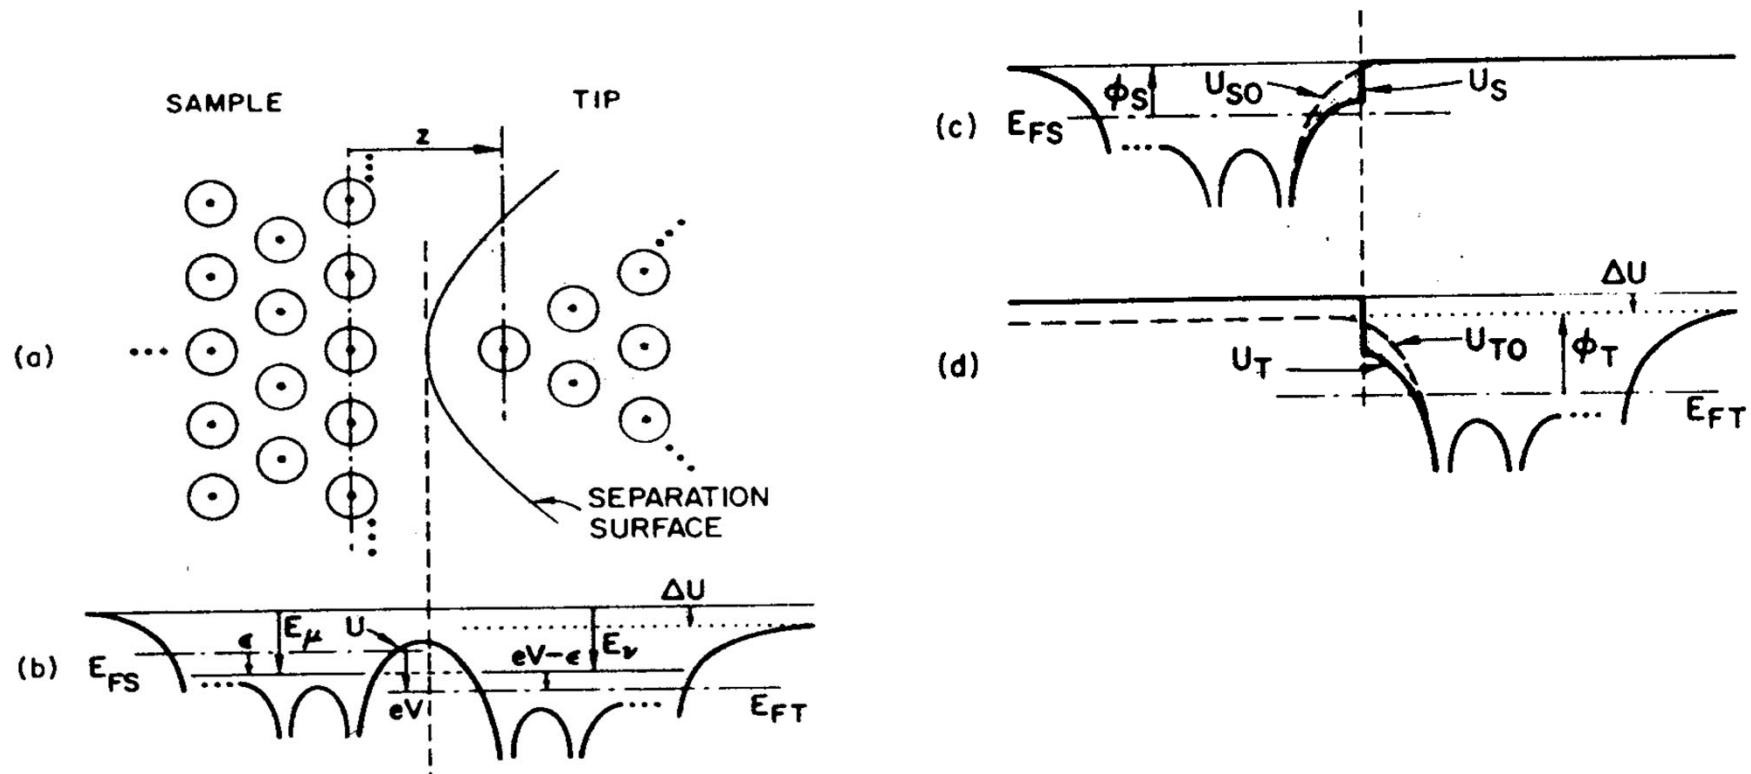 SAMPLE
TIP
z
(a)
SEPARATION
SURFACE
(b)
E_FS
ϵ
E_μ
U
eV
eV-ϵ
E_ν
ΔU
E_FT
(c)
E_FS
ϕ_S
U_SO
U_S
(d)
U_T
U_TO
ϕ_T
ΔU
E_FT